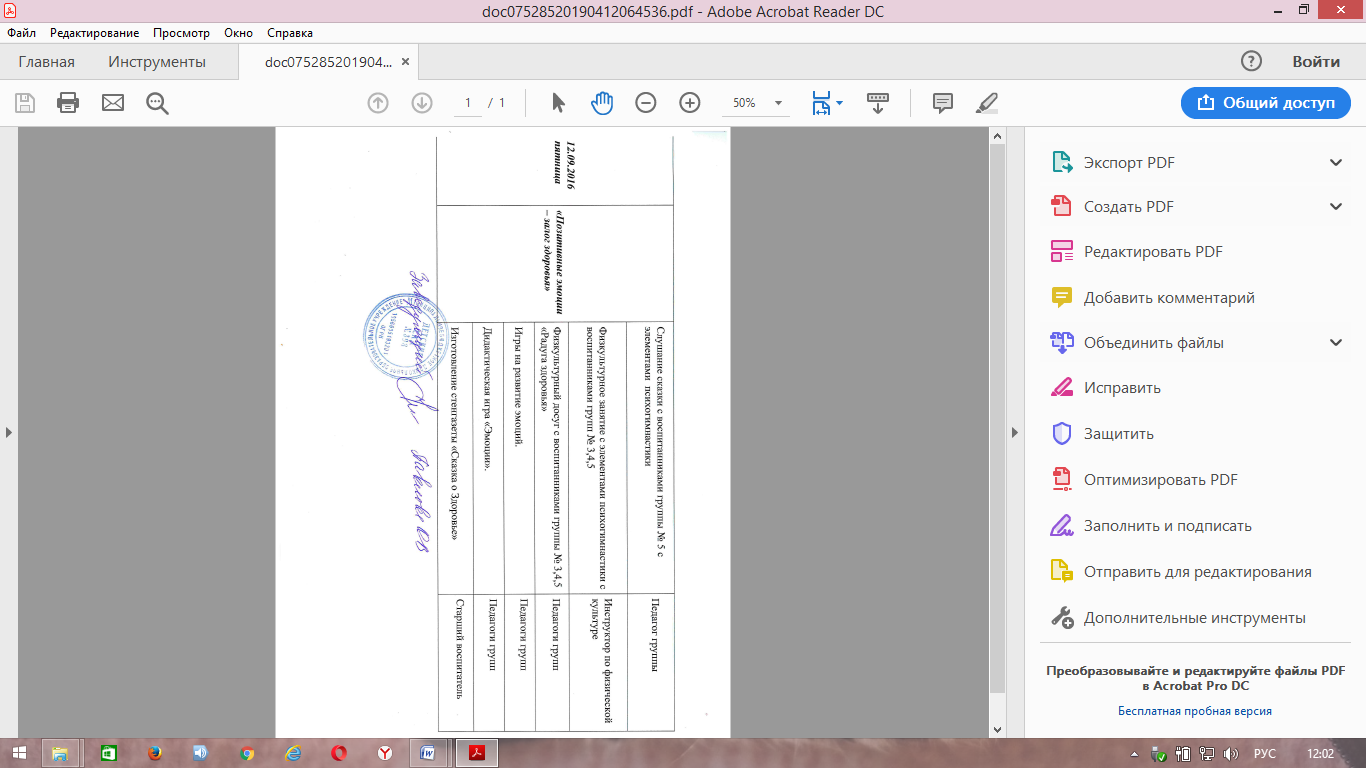 doc07528520190412064536.pdf - Adobe Acrobat Reader DC
Файл Редактирование Просмотр Окно Справка
Главная Инструменты doc075285201904... ×
Войти
1 / 1
50%
Общий доступ
12.09.2016
пятница
«Позитивные эмоции
– залог здоровья»
Слушание сказки с воспитанниками группы № 5 с
элементами психогимнастики
Педагог группы
Физкультурное занятие с элементами психогимнастики с
воспитанниками групп № 3,4,5
Инструктор по физической
культуре
Физкультурный досуг с воспитанниками группы № 3,4,5
«Радуга здоровья»
Педагоги групп
Игры на развитие эмоций.
Педагоги групп
Дидактическая игра «Эмоции».
Педагоги групп
Изготовление стенгазеты «Сказка о Здоровье»
Старший воспитатель
Экспорт PDF
Создать PDF
Редактировать PDF
Добавить комментарий
Объединить файлы
Исправить
Защитить
Оптимизировать PDF
Заполнить и подписать
Отправить для редактирования
Дополнительные инструменты
Преобразовывайте и редактируйте файлы PDF
в Acrobat Pro DC
Бесплатная пробная версия
РУС 12:02